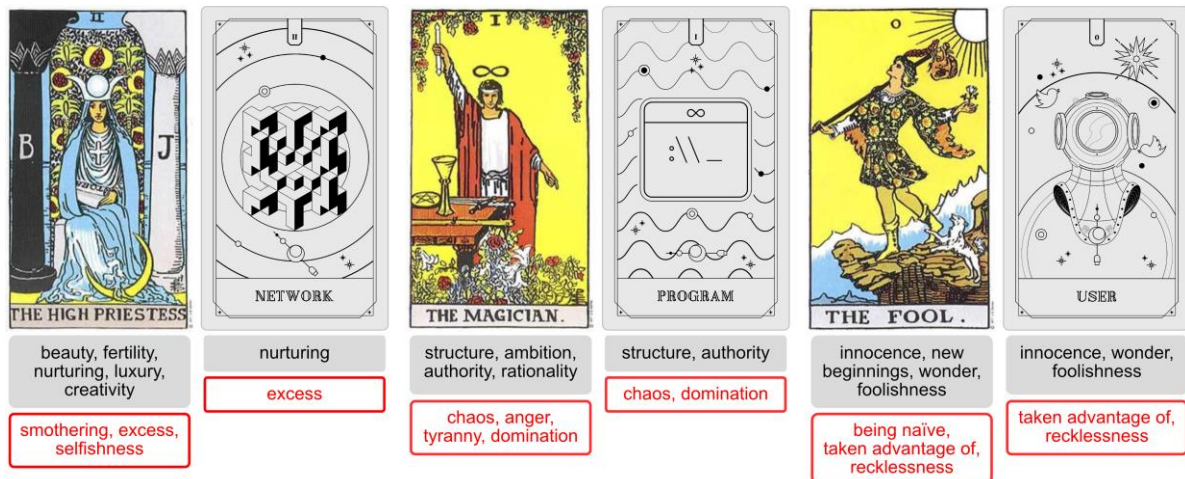 II
B
J
TORA
THE HIGH PRIESTESS
II
NETWORK
I
THE MAGICIAN.
I
∞
:\\_
PROGRAM
0
THE FOOL.
0
USER
beauty, fertility,
nurturing, luxury,
creativity
smothering, excess,
selfishness
nurturing
excess
structure, ambition,
authority, rationality
chaos, anger,
tyranny, domination
structure, authority
chaos, domination
innocence, new
beginnings, wonder,
foolishness
being naïve,
taken advantage of,
recklessness
innocence, wonder,
foolishness
taken advantage of,
recklessness